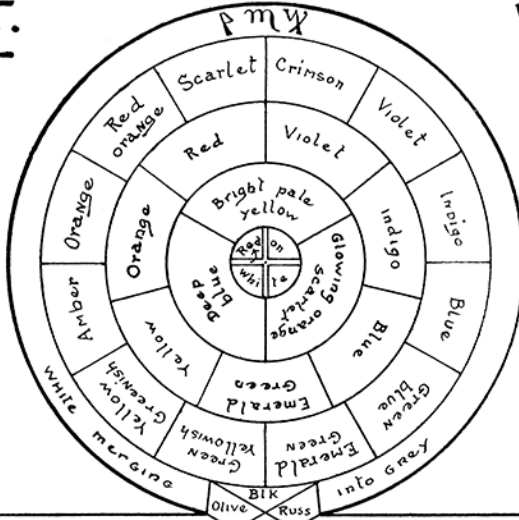 Scarlet
Crimson
Violet
Indigo
Blue
Green
blue
Emerald
Green
Green
Yellowish
Yellow
Greenish
Amber
Orange
Red
orange
Red
Violet
Indigo
Blue
Emerald
Green
Yellow
Orange
Bright pale
yellow
Glowing orange
scarlet
Deep
blue
Red on
White
White merging into Grey
Blk
Olive Russ